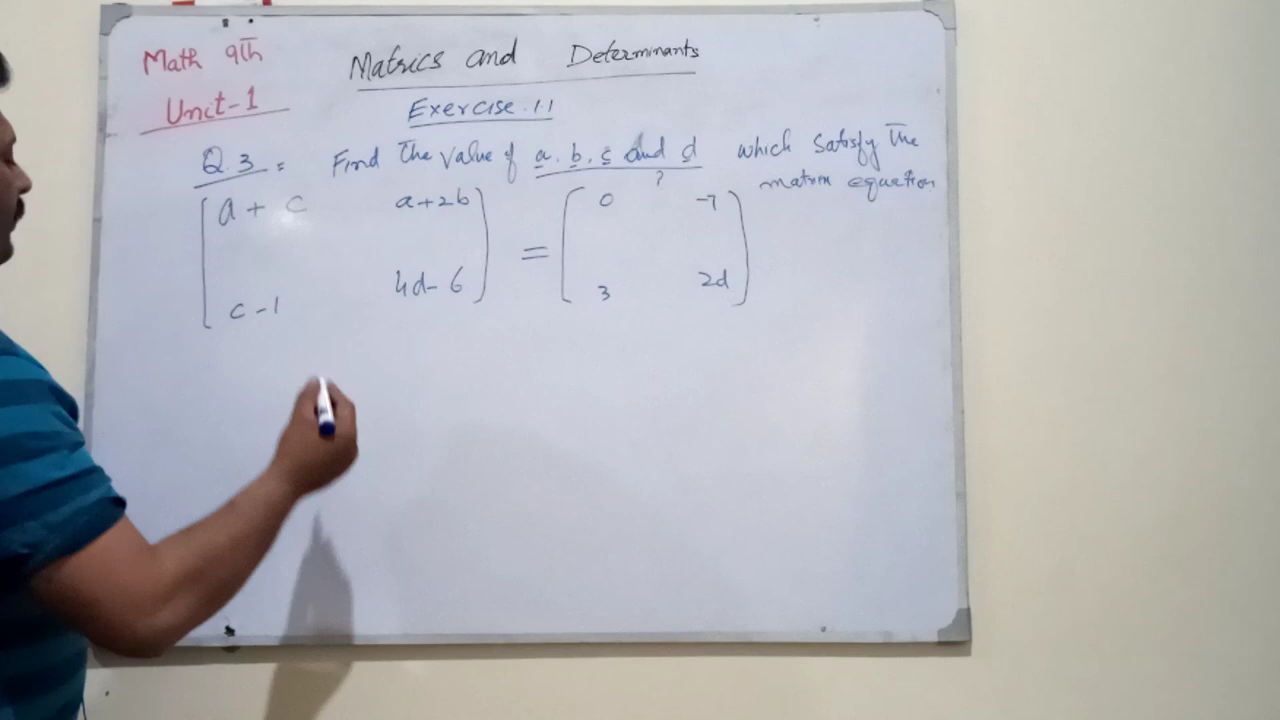 Math 9th
Matrics and Determinants
Unit-1
Exercise 1.1
Q.3= Find the value of a, b, c and d which satisfy the
? matrix equation
a + c a+2b = 0 -7
c-1 4d-6 3 2d